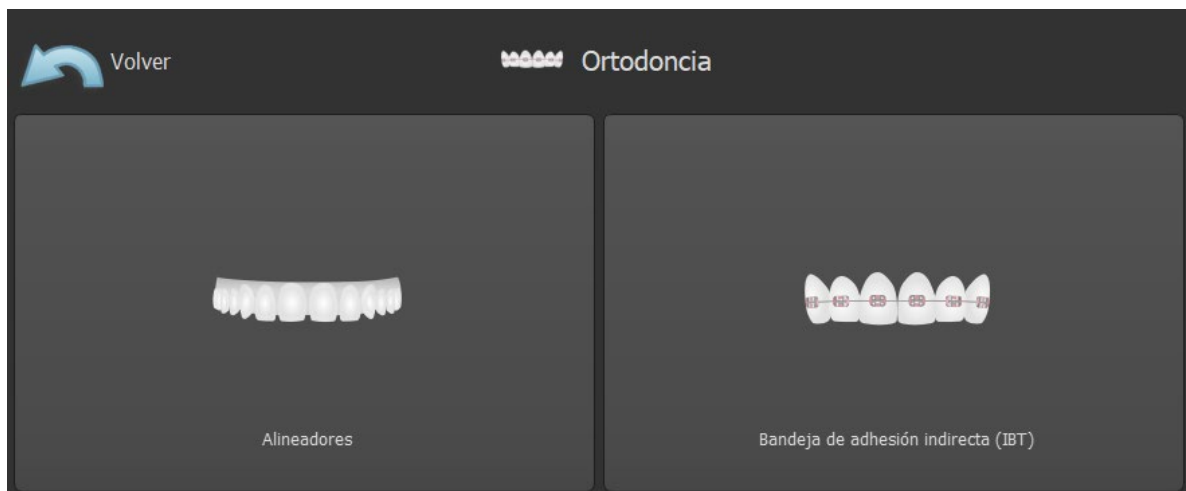 Volver
Ortodoncia
Alineadores
Bandeja de adhesión indirecta (IBT)